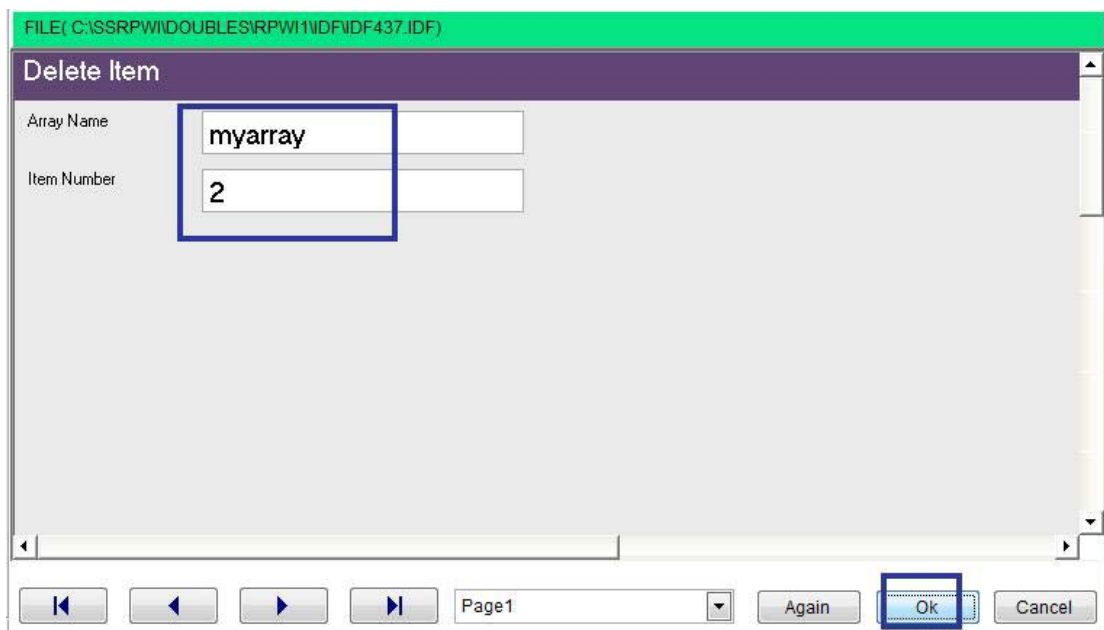 FILE( C:\SSRPWI\DOUBLES\RPWI1\IDF\IDF437.IDF)
Delete Item
Array Name
myarray
Item Number
2
Page1
Again
Ok
Cancel